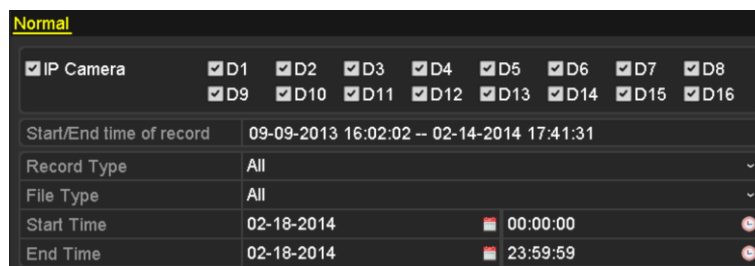 Normal
IP Camera D1 D2 D3 D4 D5 D6 D7 D8
D9 D10 D11 D12 D13 D14 D15 D16
Start/End time of record 09-09-2013 16:02:02 -- 02-14-2014 17:41:31
Record Type All
File Type All
Start Time 02-18-2014 00:00:00
End Time 02-18-2014 23:59:59